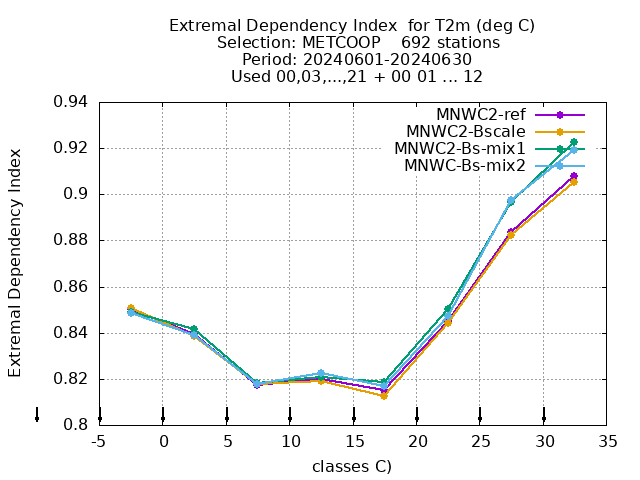 Extremal Dependency Index  for T2m (deg C)
Selection: METCOOP    692 stations
Period: 20240601-20240630
Used 00,03,...,21 + 00 01 ... 12
MNWC2-ref
MNWC2-Bscale
MNWC2-Bs-mix1
MNWC-Bs-mix2
Extremal Dependency Index
0.94
0.92
0.9
0.88
0.86
0.84
0.82
0.8
-5 0 5 10 15 20 25 30 35
classes C)